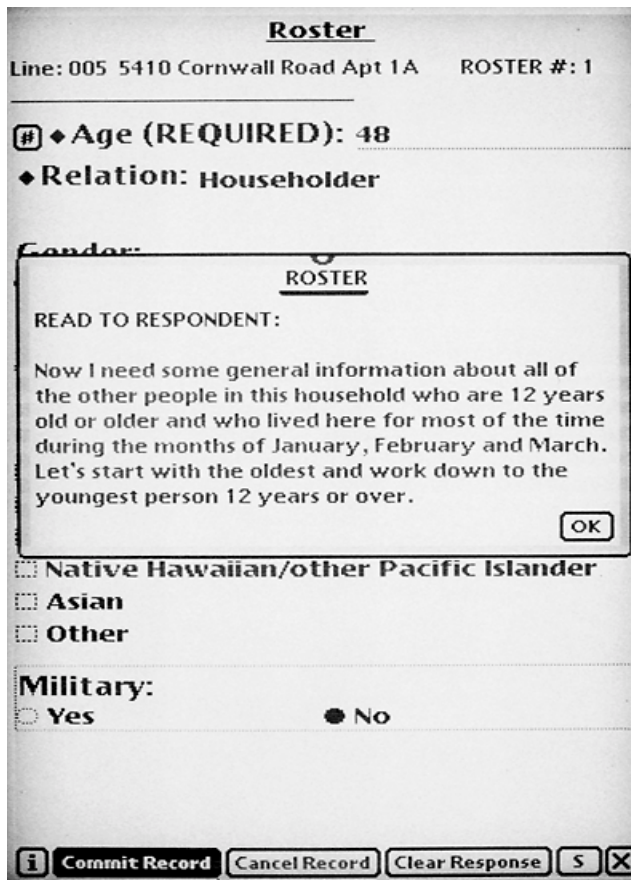 Roster
Line: 005 5410 Cornwall Road Apt 1A ROSTER #: 1
# ◆ Age (REQUIRED): 48
◆ Relation: Householder
Gender:
ROSTER
READ TO RESPONDENT:
Now I need some general information about all of
the other people in this household who are 12 years
old or older and who lived here for most of the time
during the months of January, February and March.
Let's start with the oldest and work down to the
youngest person 12 years or over.
OK
Native Hawaiian/other Pacific Islander
Asian
Other
Military:
Yes No
i Commit Record Cancel Record Clear Response S X